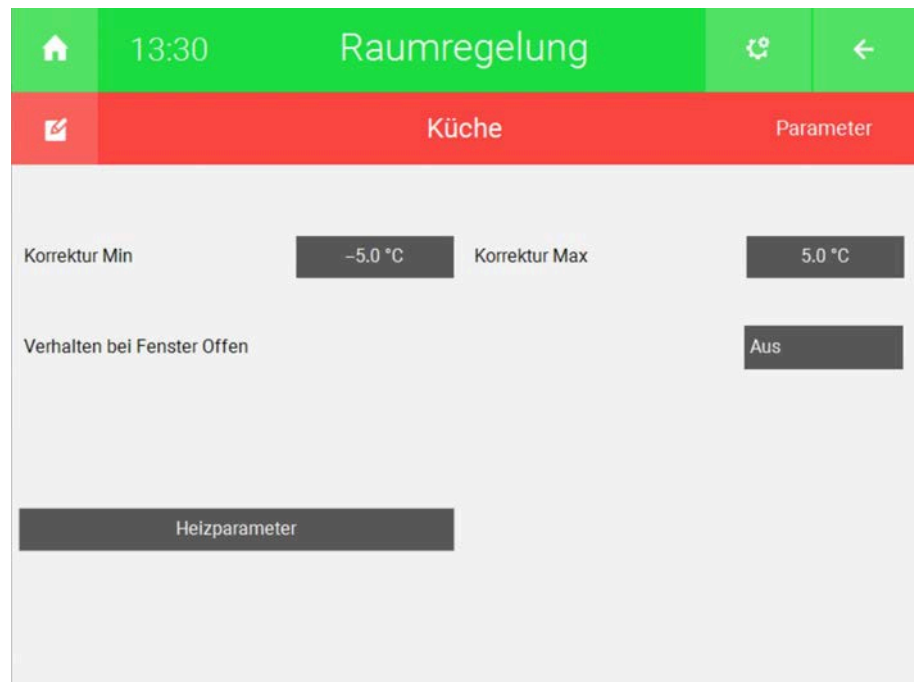 13:30 Raumregelung
Küche Parameter
Korrektur Min −5.0 °C Korrektur Max 5.0 °C
Verhalten bei Fenster Offen Aus
Heizparameter